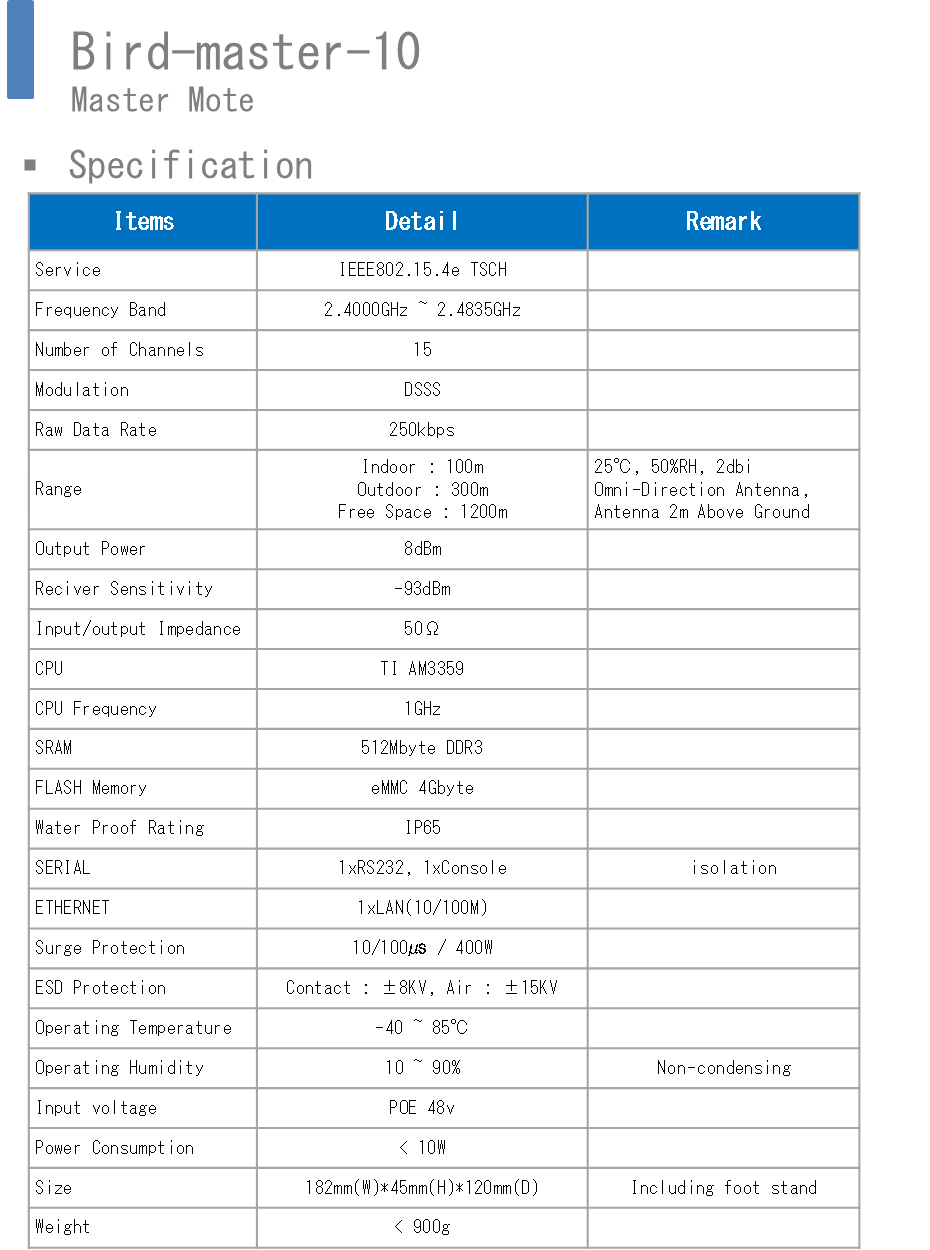 Bird-master-10
Master Mote
▪ Specification
Items Detail Remark
Service IEEE802.15.4e TSCH
Frequency Band 2.4000GHz ~ 2.4835GHz
Number of Channels 15
Modulation DSSS
Raw Data Rate 250kbps
Range
Indoor : 100m
Outdoor : 300m
Free Space : 1200m
25℃, 50%RH, 2dbi
Omni-Direction Antenna,
Antenna 2m Above Ground
Output Power 8dBm
Reciver Sensitivity -93dBm
Input/output Impedance 50Ω
CPU TI AM3359
CPU Frequency 1GHz
SRAM 512Mbyte DDR3
FLASH Memory eMMC 4Gbyte
Water Proof Rating IP65
SERIAL 1xRS232, 1xConsole isolation
ETHERNET 1xLAN(10/100M)
Surge Protection 10/100μs / 400W
ESD Protection Contact : ±8KV, Air : ±15KV
Operating Temperature -40 ~ 85℃
Operating Humidity 10 ~ 90% Non-condensing
Input voltage POE 48v
Power Consumption < 10W
Size 182mm(W)*45mm(H)*120mm(D) Including foot stand
Weight < 900g